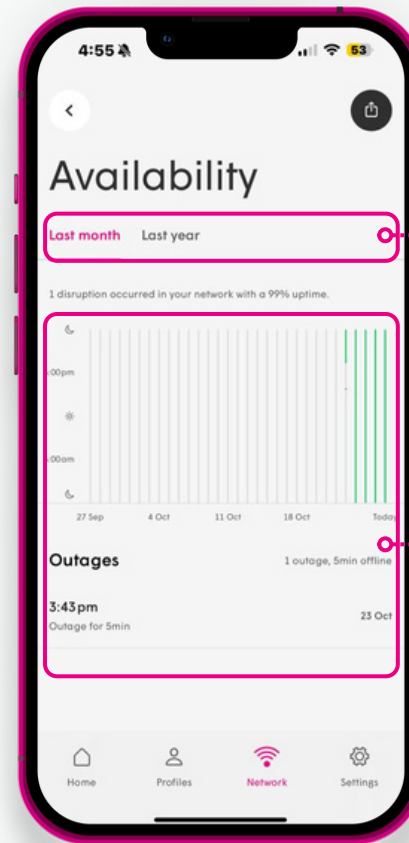 4:55
53
Availability
Last month Last year
1 disruption occurred in your network with a 99% uptime.
:00pm
:00am
27 Sep 4 Oct 11 Oct 18 Oct Today
Outages 1 outage, 5min offline
3:43pm
Outage for 5min 23 Oct
Home Profiles Network Settings